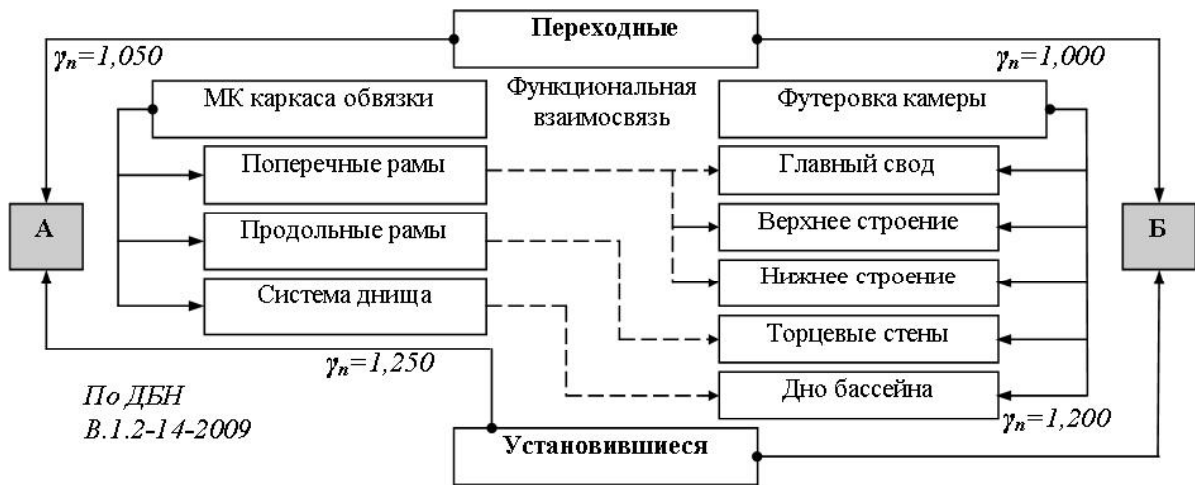 Переходные
γn=1,050
γn=1,000
МК каркаса обвязки
Функциональная
взаимосвязь
Футеровка камеры
Поперечные рамы
Главный свод
А
Продольные рамы
Верхнее строение
Б
Система днища
Нижнее строение
Торцевые стены
γn=1,250
Дно бассейна
По ДБН
В.1.2-14-2009
γn=1,200
Установившиеся